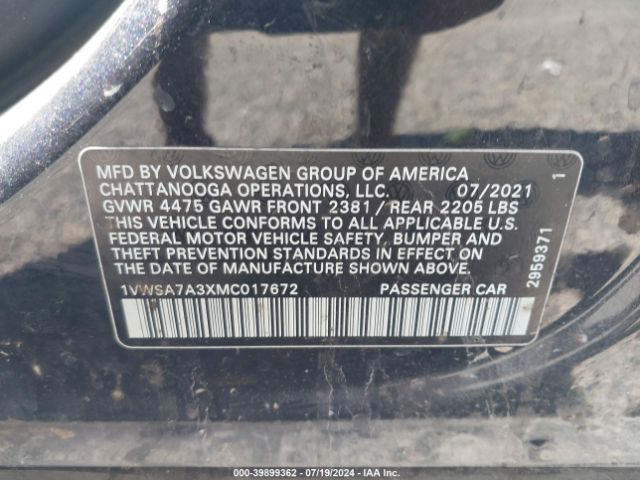 MFD BY VOLKSWAGEN GROUP OF AMERICA
CHATTANOOGA OPERATIONS, LLC. 07/2021
GVWR 4475 GAWR FRONT 2381 / REAR 2205 LBS
THIS VEHICLE CONFORMS TO ALL APPLICABLE U.S.
FEDERAL MOTOR VEHICLE SAFETY, BUMPER AND
THEFT PREVENTION STANDARDS IN EFFECT ON
THE DATE OF MANUFACTURE SHOWN ABOVE.
1VWSA7A3XMC017672 PASSENGER CAR
2959371 1
000-39899362 - 07/19/2024 - IAA Inc.